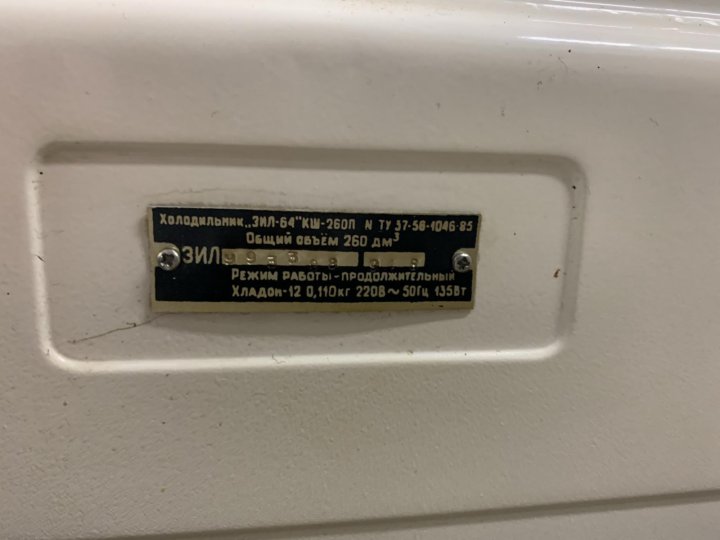 Холодильник „ЗИЛ-64" КШ-260П N ТУ 37-58-1046-85
Общий объём 260 дм³
ЗИЛ
Режим работы-продолжительный
Хладон-12 0,110кг 220В ~ 50Гц 135Вт